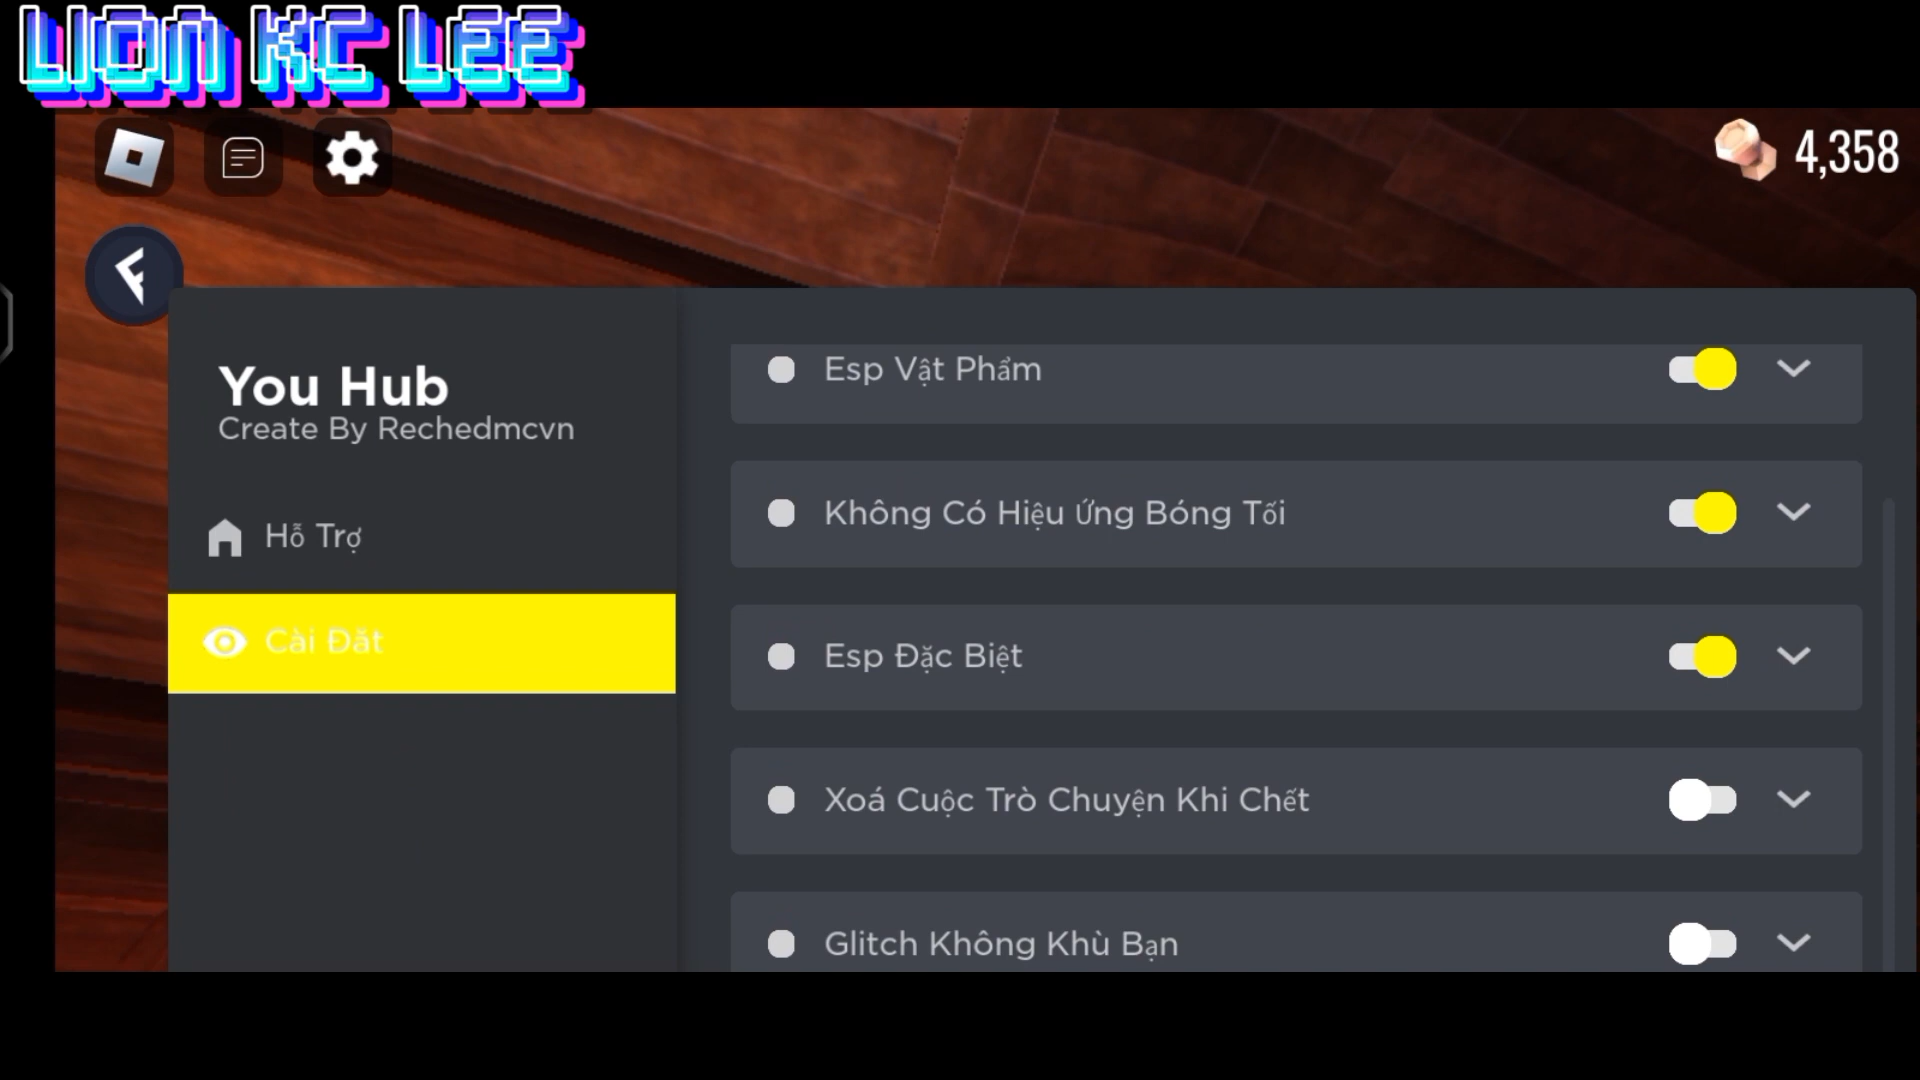 LION KC LEE
4,358
You Hub
Create By Rechedmcvn
Hỗ Trợ
Cài Đăt
Esp Vật Phẩm
Không Có Hiệu Ứng Bóng Tối
Esp Đặc Biệt
Xoá Cuộc Trò Chuyện Khi Chết
Glitch Không Khù Bạn